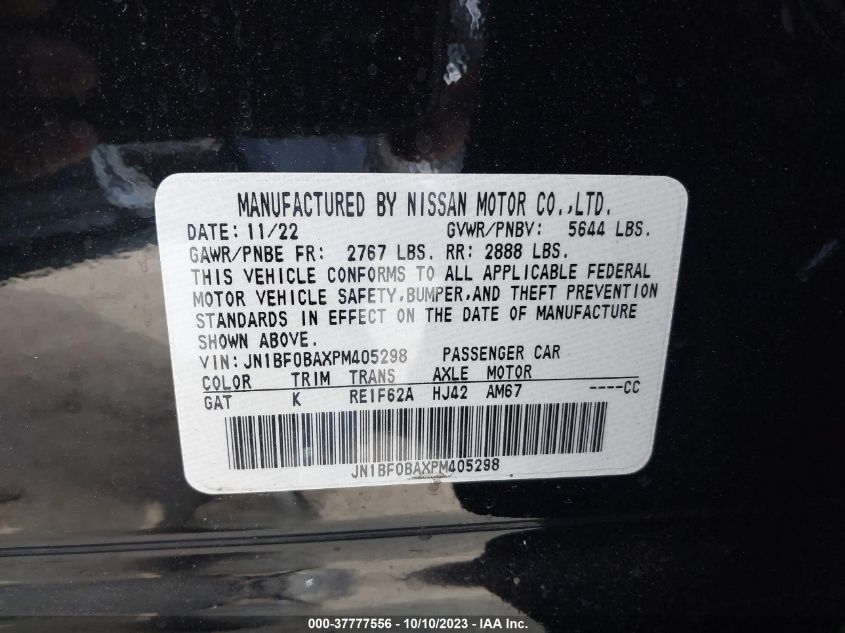 MANUFACTURED BY NISSAN MOTOR CO.,LTD.
DATE: 11/22 GVWR/PNBV: 5644 LBS.
GAWR/PNBE FR: 2767 LBS. RR: 2888 LBS.
THIS VEHICLE CONFORMS TO ALL APPLICABLE FEDERAL
MOTOR VEHICLE SAFETY,BUMPER,AND THEFT PREVENTION
STANDARDS IN EFFECT ON THE DATE OF MANUFACTURE
SHOWN ABOVE.
VIN: JN1BF0BAXPM405298 PASSENGER CAR
COLOR TRIM TRANS AXLE MOTOR
GAT K RE1F62A HJ42 AM67 ----CC
JN1BF0BAXPM405298
000-37777556 - 10/10/2023 - IAA Inc.